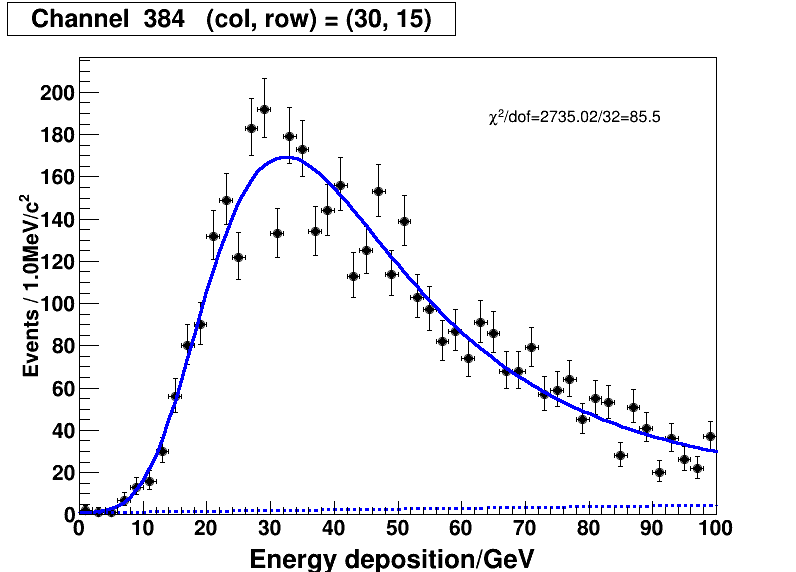 Channel 384 (col, row) = (30, 15)
χ²/dof=2735.02/32=85.5
Events / 1.0MeV/c²
200
180
160
140
120
100
80
60
40
20
0
0 10 20 30 40 50 60 70 80 90 100
Energy deposition/GeV